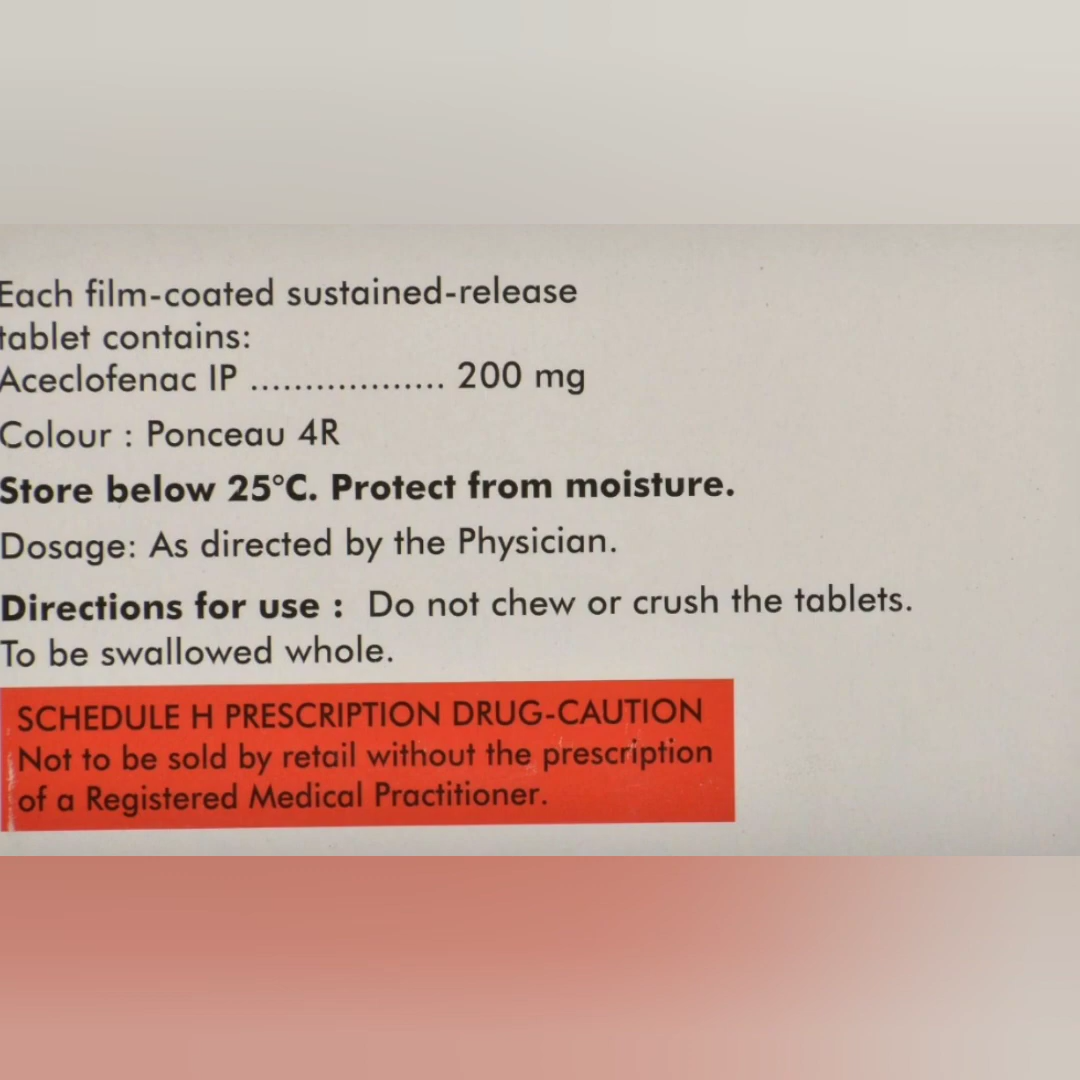 Each film-coated sustained-release
tablet contains:
Aceclofenac IP .................. 200 mg
Colour : Ponceau 4R
Store below 25°C. Protect from moisture.
Dosage: As directed by the Physician.
Directions for use : Do not chew or crush the tablets.
To be swallowed whole.
SCHEDULE H PRESCRIPTION DRUG-CAUTION
Not to be sold by retail without the prescription
of a Registered Medical Practitioner.